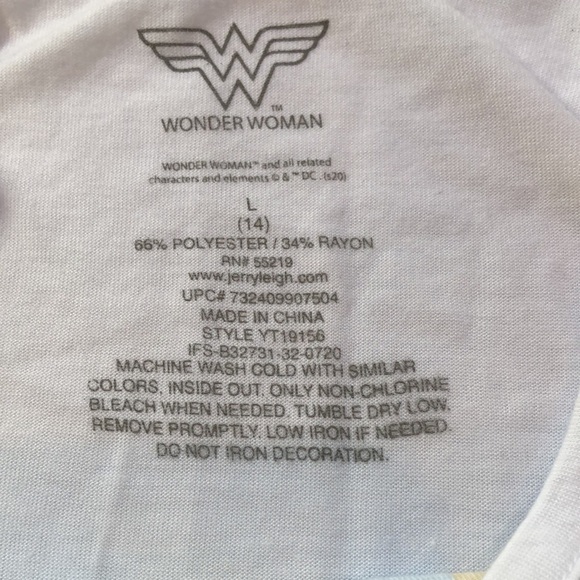 W
TM
WONDER WOMAN
WONDER WOMAN™ and all related
characters and elements © & ™ DC. (s20)
L
(14)
66% POLYESTER / 34% RAYON
RN# 55219
www.jerryleigh.com
UPC# 732409907504
MADE IN CHINA
STYLE YT19156
IFS-B32731-32-0720
MACHINE WASH COLD WITH SIMILAR
COLORS. INSIDE OUT. ONLY NON-CHLORINE
BLEACH WHEN NEEDED. TUMBLE DRY LOW.
REMOVE PROMPTLY. LOW IRON IF NEEDED.
DO NOT IRON DECORATION.